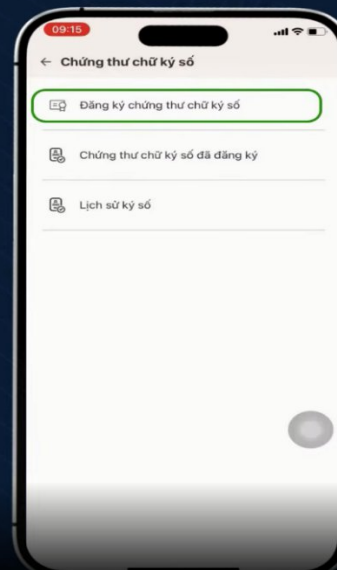 09:15
← Chứng thư chữ ký số
Đăng ký chứng thư chữ ký số
Chứng thư chữ ký số đã đăng ký
Lịch sử ký số